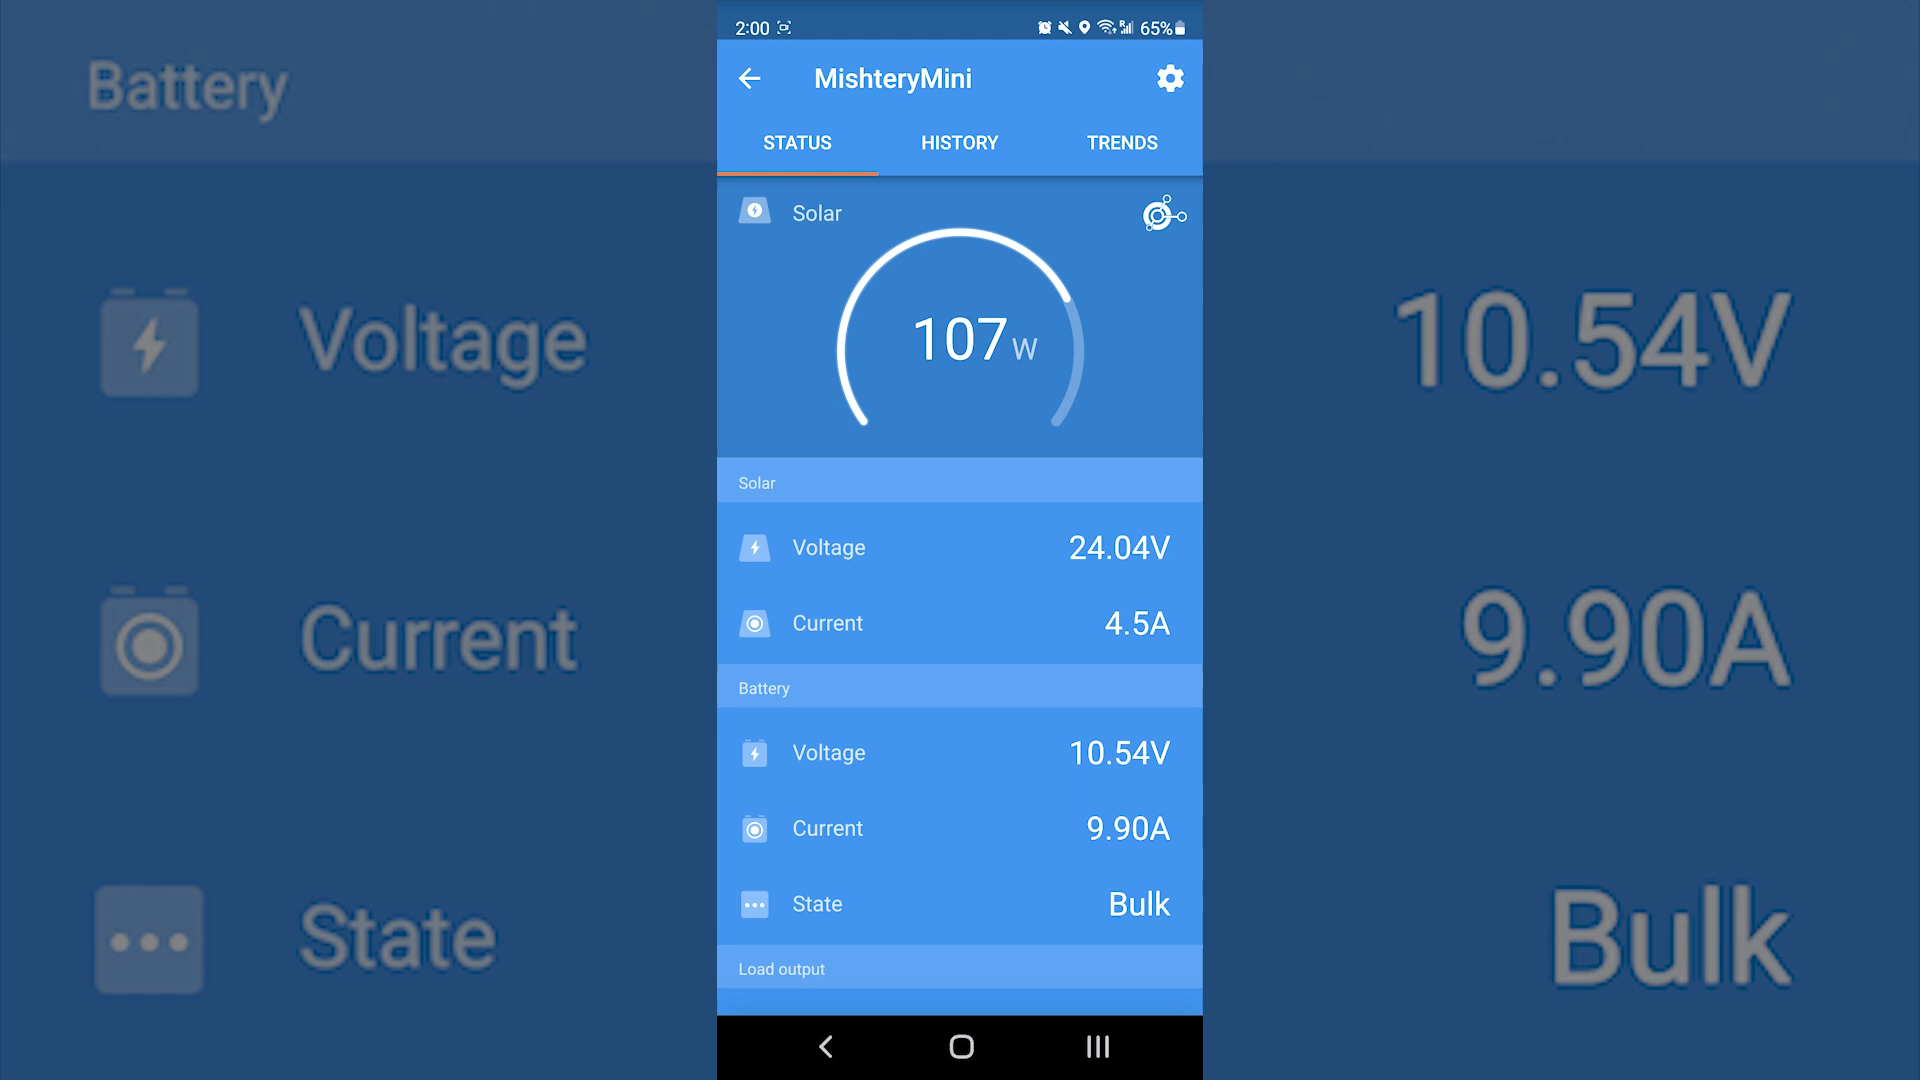 2:00
65%
MishteryMini
STATUS HISTORY TRENDS
Solar
107W
Solar
Voltage 24.04V
Current 4.5A
Battery
Voltage 10.54V
Current 9.90A
State Bulk
Load output
Battery
Voltage 10.54V
Current 9.90A
State Bulk